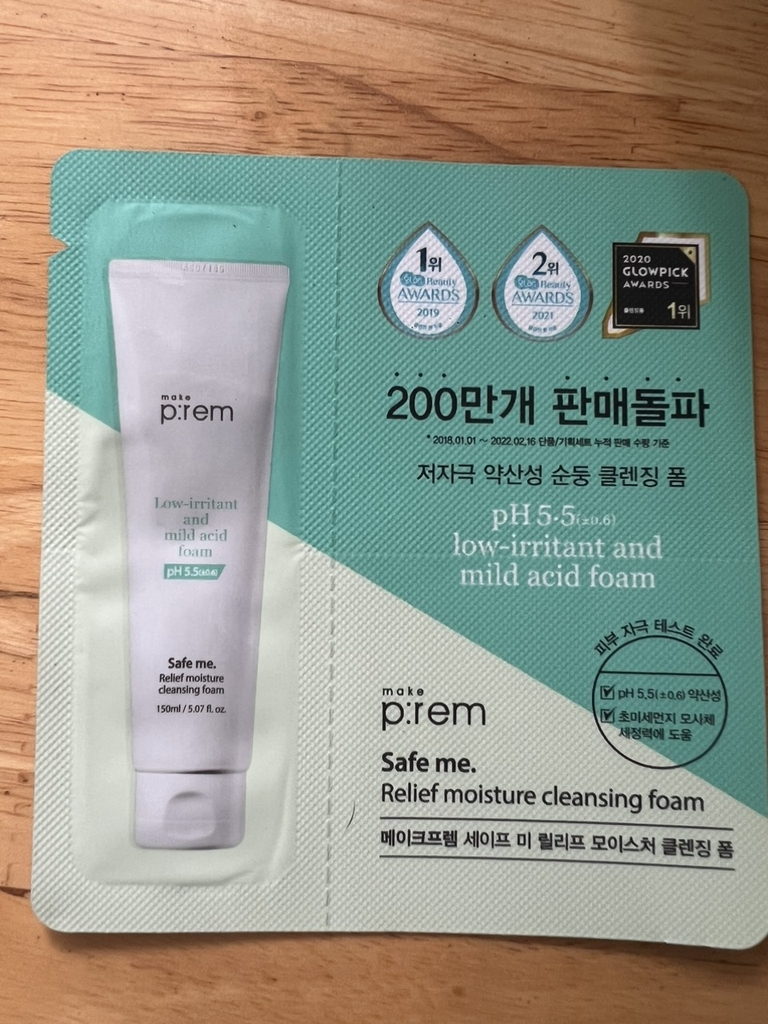 make
p:rem
Low-irritant
and
mild acid
foam
pH 5.5(±0.6)
Safe me.
Relief moisture
cleansing foam
150ml / 5.07 fl. oz.
1위
Beauty
AWARDS
2019
2위
Beauty
AWARDS
2021
2020
GLOWPICK
AWARDS
클렌징폼
1위
200만개 판매돌파
* 2018.01.01 ~ 2022.02.16 단품/기획세트 누적 판매 수량 기준
저자극 약산성 순둥 클렌징 폼
pH 5.5(±0.6)
low-irritant and
mild acid foam
피부 자극 테스트 완료
pH 5.5(±0.6) 약산성
초미세먼지 모사체
세정력에 도움
make
p:rem
Safe me.
Relief moisture cleansing foam
메이크프렘 세이프 미 릴리프 모이스처 클렌징 폼